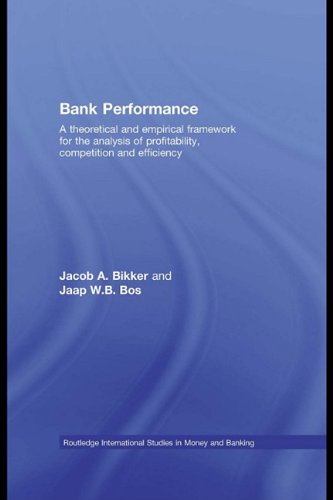 Bank Performance
A theoretical and empirical framework
for the analysis of profitability,
competition and efficiency
Jacob A. Bikker and
Jaap W.B. Bos
Routledge International Studies in Money and Banking